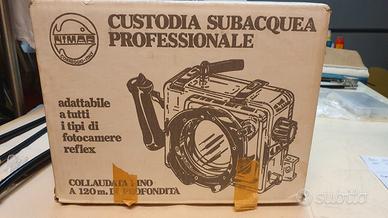 NIMAR
CUSTODIA SUBACQUEA
PROFESSIONALE
adattabile
a tutti
i tipi di
fotocamere
reflex
COLLAUDATA FINO
A 120 m. DI PROFONDITA
subito